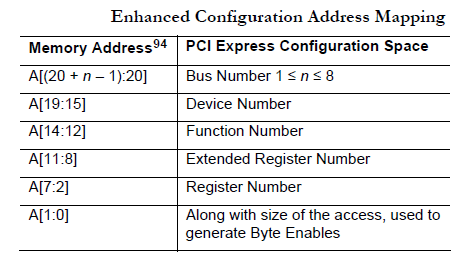 Enhanced Configuration Address Mapping
Memory Address94 PCI Express Configuration Space
A[(20 + n – 1):20] Bus Number 1 ≤ n ≤ 8
A[19:15] Device Number
A[14:12] Function Number
A[11:8] Extended Register Number
A[7:2] Register Number
A[1:0] Along with size of the access, used to
generate Byte Enables